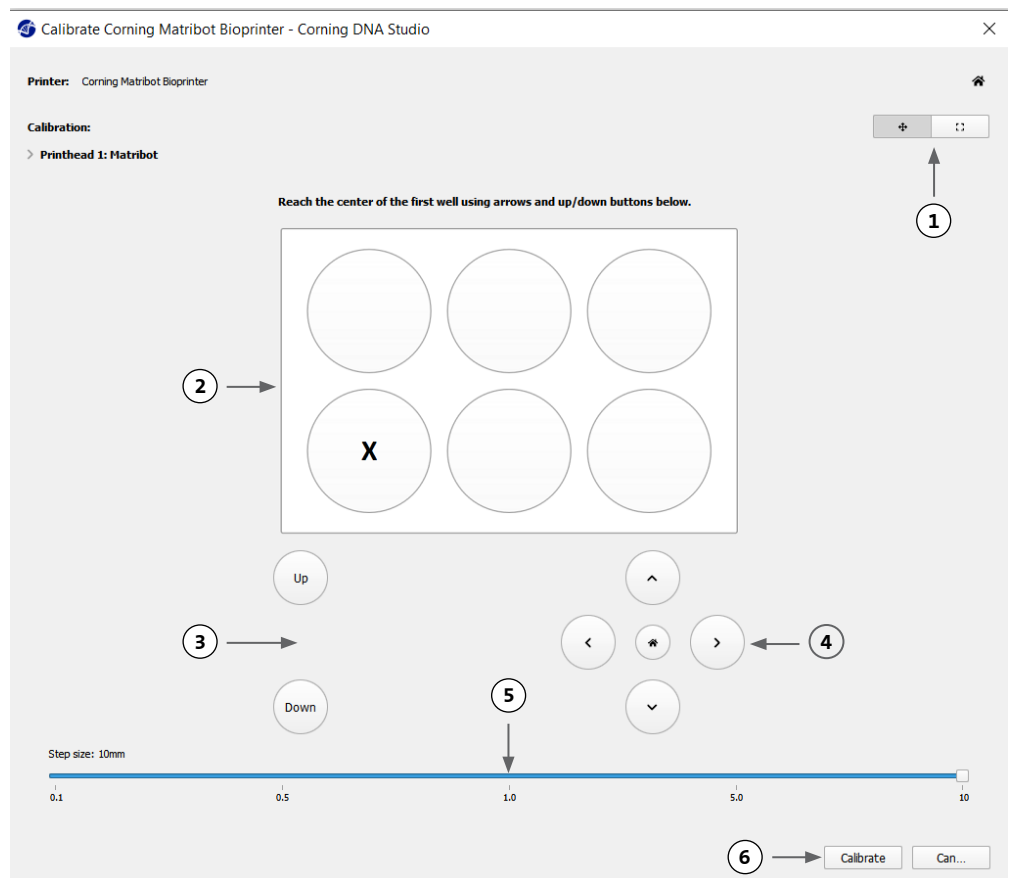 Calibrate Corning Matribot Bioprinter - Corning DNA Studio
Printer: Corning Matribot Bioprinter
Calibration:
Printhead 1: Matribot
1
Reach the center of the first well using arrows and up/down buttons below.
2
X
Up
3
4
Down
5
Step size: 10mm
0.1 0.5 1.0 5.0 10
6 Calibrate Can...